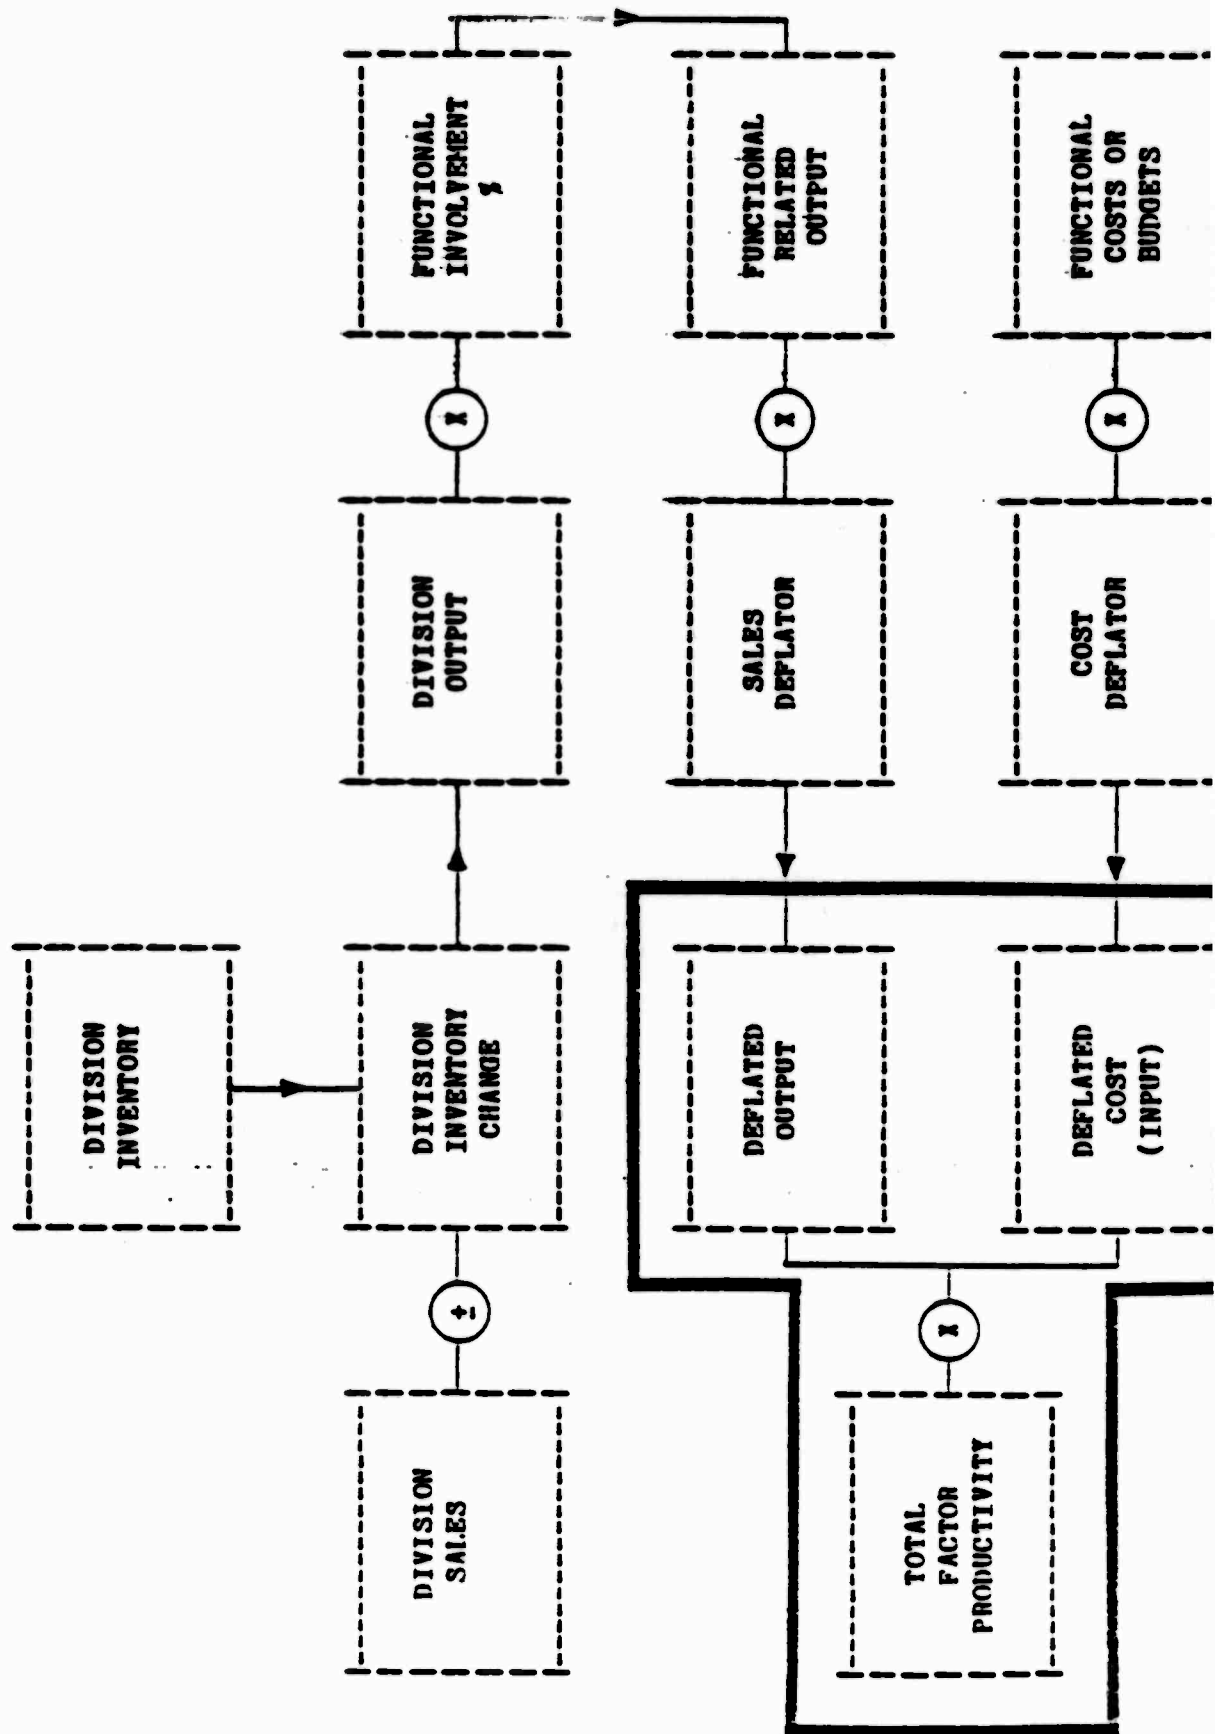 DIVISION
INVENTORY
DIVISION
SALES
±
DIVISION
INVENTORY
CHANGE
DIVISION
OUTPUT
X
FUNCTIONAL
INVOLVEMENT
%
DEFLATED
OUTPUT
SALES
DEFLATOR
X
FUNCTIONAL
RELATED
OUTPUT
TOTAL
FACTOR
PRODUCTIVITY
X
DEFLATED
COST
(INPUT)
COST
DEFLATOR
X
FUNCTIONAL
COSTS OR
BUDGETS